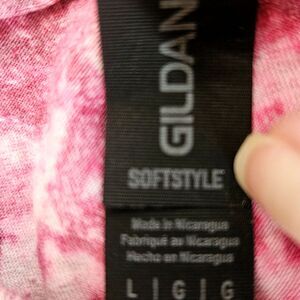 GILDAN
SOFTSTYLE
Made in Nicaragua
Fabriqué au Nicaragua
Hecho en Nicaragua
L | G | G